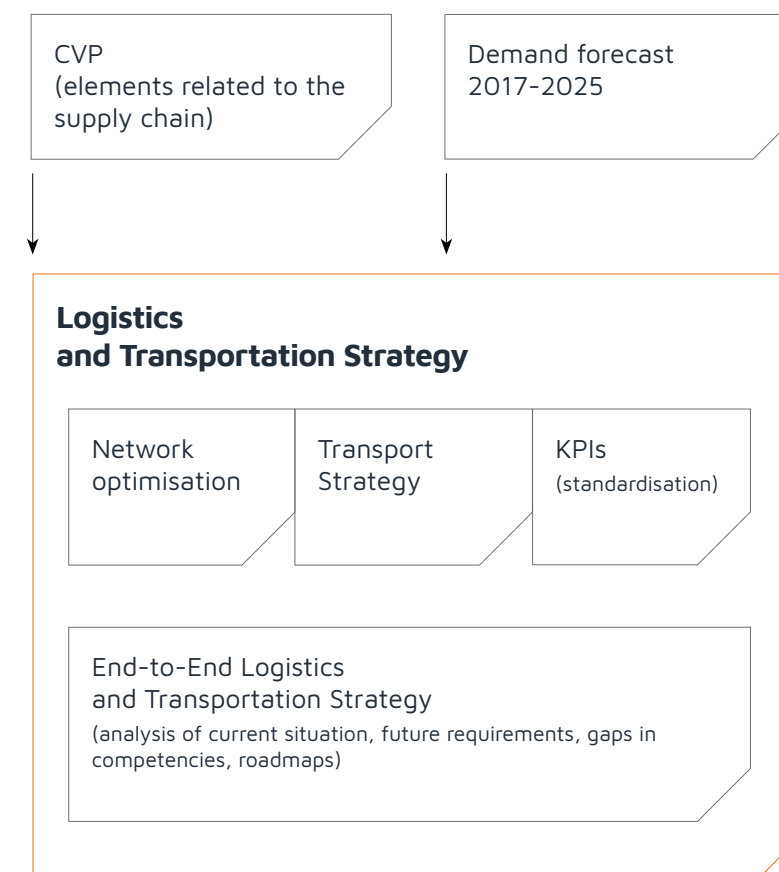 CVP
(elements related to the
supply chain)
Demand forecast
2017-2025
Logistics
and Transportation Strategy
Network
optimisation
Transport
Strategy
KPIs
(standardisation)
End-to-End Logistics
and Transportation Strategy
(analysis of current situation, future requirements, gaps in
competencies, roadmaps)